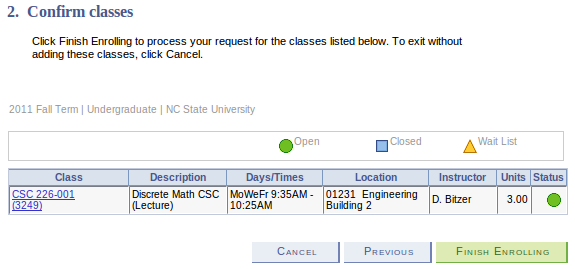 2. Confirm classes
Click Finish Enrolling to process your request for the classes listed below. To exit without
adding these classes, click Cancel.
2011 Fall Term | Undergraduate | NC State University
Open Closed Wait List
Class Description Days/Times Location Instructor Units Status
CSC 226-001 Discrete Math CSC MoWeFr 9:35AM - 01231 Engineering D. Bitzer 3.00
(3249) (Lecture) 10:25AM Building 2
CANCEL PREVIOUS FINISH ENROLLING